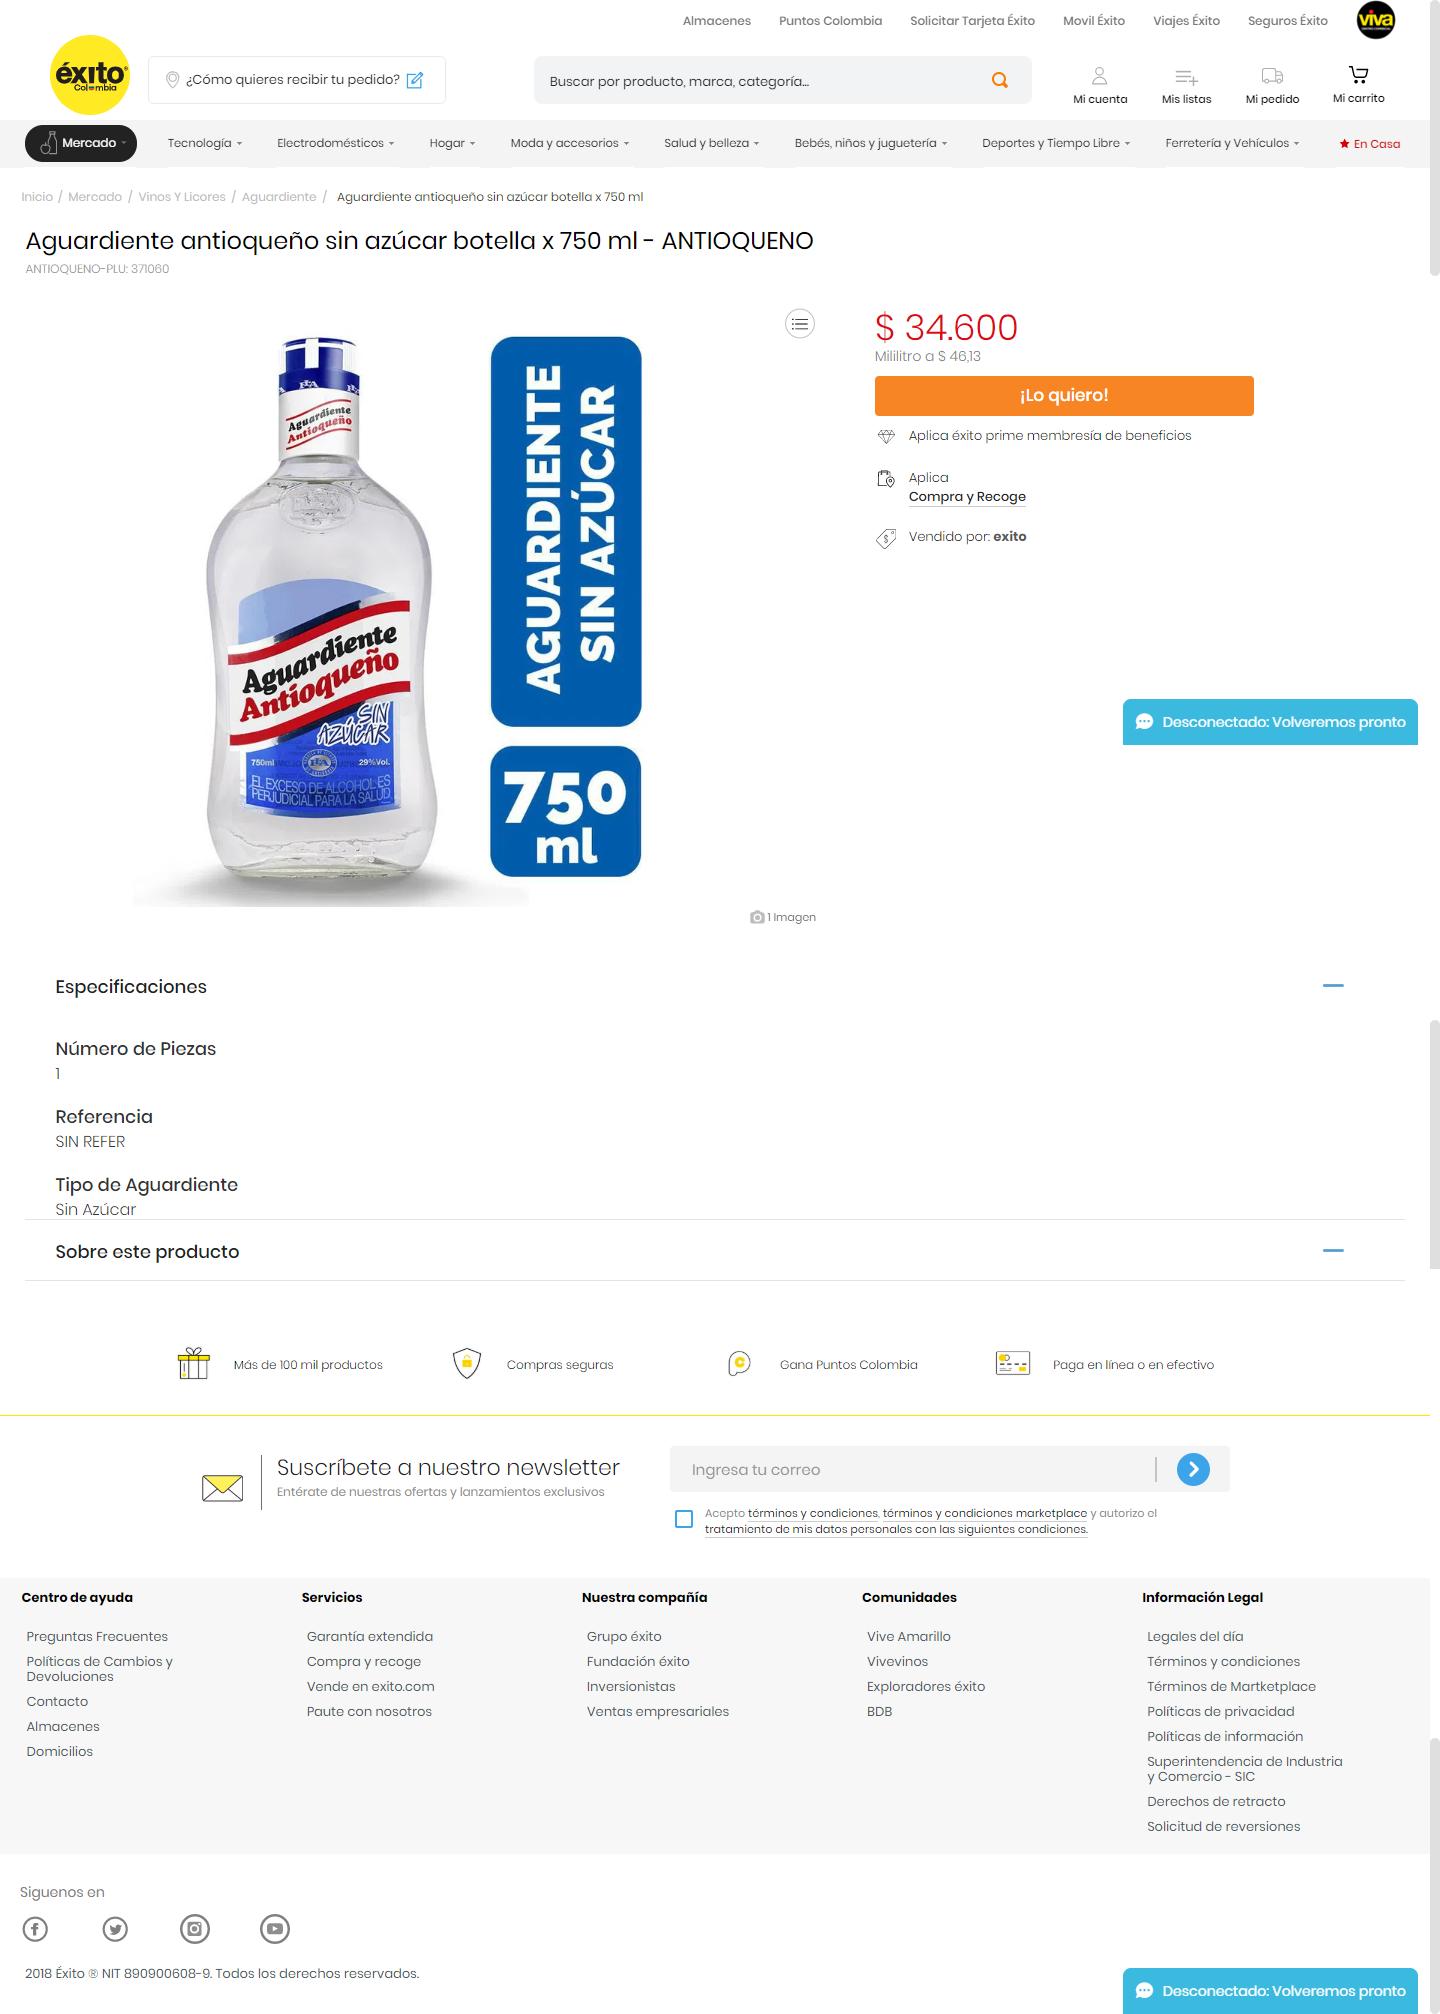 Almacenes Puntos Colombia Solicitar Tarjeta Éxito Movil Éxito Viajes Éxito Seguros Éxito viva
éxito
Colombia
¿Cómo quieres recibir tu pedido?
Buscar por producto, marca, categoría...
Mi cuenta Mis listas Mi pedido Mi carrito
Mercado Tecnología Electrodomésticos Hogar Moda y accesorios Salud y belleza Bebés, niños y juguetería Deportes y Tiempo Libre Ferretería y Vehículos En Casa
Inicio / Mercado / Vinos Y Licores / Aguardiente / Aguardiente antioqueño sin azúcar botella x 750 ml
Aguardiente antioqueño sin azúcar botella x 750 ml - ANTIOQUENO
ANTIOQUENO-PLU: 371060
Aguardiente
Antioqueño
Aguardiente
Antioqueño
SIN
AZÚCAR
750ml 29%Vol.
EL EXCESO DE ALCOHOL ES
PERJUDICIAL PARA LA SALUD
AGUARDIENTE
SIN AZÚCAR
750
ml
1 Imagen
$ 34.600
Mililitro a $ 46,13
¡Lo quiero!
Aplica éxito prime membresía de beneficios
Aplica
Compra y Recoge
Vendido por: exito
Desconectado: Volveremos pronto
Especificaciones
Número de Piezas
1
Referencia
SIN REFER
Tipo de Aguardiente
Sin Azúcar
Sobre este producto
Más de 100 mil productos
Compras seguras
Gana Puntos Colombia
Paga en línea o en efectivo
Suscríbete a nuestro newsletter
Entérate de nuestras ofertas y lanzamientos exclusivos
Ingresa tu correo
Acepto términos y condiciones, términos y condiciones marketplace y autorizo el
tratamiento de mis datos personales con las siguientes condiciones.
Centro de ayuda
Preguntas Frecuentes
Políticas de Cambios y
Devoluciones
Contacto
Almacenes
Domicilios
Servicios
Garantía extendida
Compra y recoge
Vende en exito.com
Paute con nosotros
Nuestra compañía
Grupo éxito
Fundación éxito
Inversionistas
Ventas empresariales
Comunidades
Vive Amarillo
Vivevinos
Exploradores éxito
BDB
Información Legal
Legales del día
Términos y condiciones
Términos de Martketplace
Políticas de privacidad
Políticas de información
Superintendencia de Industria
y Comercio - SIC
Derechos de retracto
Solicitud de reversiones
Siguenos en
2018 Éxito ® NIT 890900608-9. Todos los derechos reservados.
Desconectado: Volveremos pronto